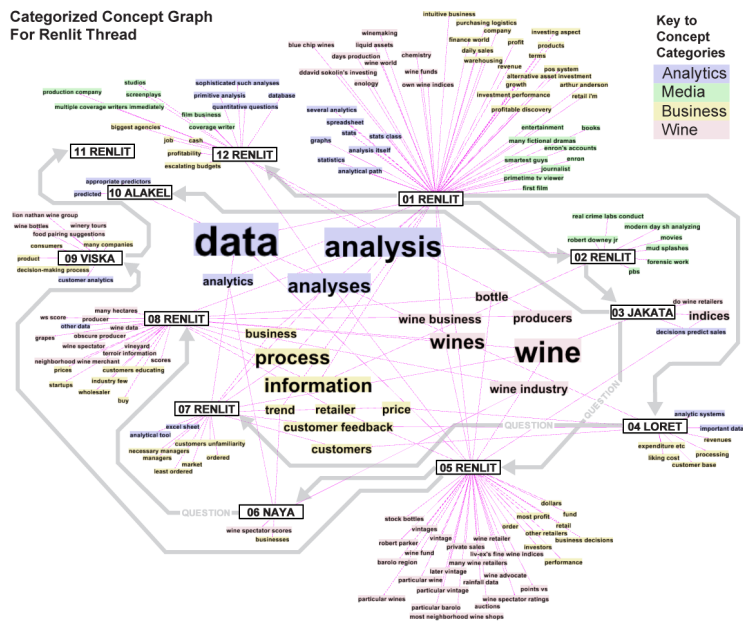 Categorized Concept Graph
For Renlit Thread
Key to
Concept
Categories
Analytics
Media
Business
Wine
intuitive business
purchasing logistics
company
investing aspect
winemaking
liquid assets
blue chip wines
days production
chemistry
finance world
profit
products
daily sales
terms
wine world
warehousing
ddavid sokolin's investing
wine funds
revenue
pos system
enology
own wine indices
alternative asset investment
growth
arthur anderson
investment performance
retail i'm
profitable discovery
several analytics
spreadsheet
stats
stats class
graphs
analysis itself
statistics
analytical path
entertainment
books
many fictional dramas
enron's accounts
smartest guys
enron
journalist
primetime tv viewer
first film
01 RENLIT
studios
sophisticated such analyses
production company
screenplays
primitive analysis
database
multiple coverage writers immediately
quantitative questions
film business
biggest agencies
coverage writer
job
cash
profitability
escalating budgets
11 RENLIT
12 RENLIT
appropriate predictors
predicted
10 ALAKEL
lion nathan wine group
wine bottles
winery tours
food pairing suggestions
consumers
many companies
product
09 VISKA
decision-making process
customer analytics
data
analysis
analytics
analyses
real crime labs conduct
modern day sh analyzing
robert downey jr
movies
mud splashes
02 RENLIT
forensic work
pbs
bottle
wine business
producers
wines
wine
wine industry
do wine retailers
03 JAKATA
indices
decisions predict sales
many hectares
ws score
producer
other data
wine data
08 RENLIT
grapes
obscure producer
wine spectator
vineyard
terroir information
neighborhood wine merchant
scores
prices
customers educating
startups
industry few
wholesaler
buy
business
process
information
trend
retailer
price
customer feedback
customers
07 RENLIT
excel sheet
analytical tool
customers unfamiliarity
necessary managers
managers
ordered
market
least ordered
QUESTION
QUESTION
QUESTION
analytic systems
04 LORET
important data
revenues
expenditure etc
processing
liking cost
customer base
05 RENLIT
06 NAYA
wine spectator scores
businesses
dollars
stock bottles
most profit
fund
vintages
order
retail
other retailers
robert parker
vintage
wine retailer
business decisions
private sales
investors
wine fund
liv-ex's fine wine indices
barolo region
many wine retailers
performance
later vintage
wine advocate
particular wine
rainfall data
particular vintage
points vs
particular wines
wine spectator ratings
particular barolo
auctions
most neighborhood wine shops